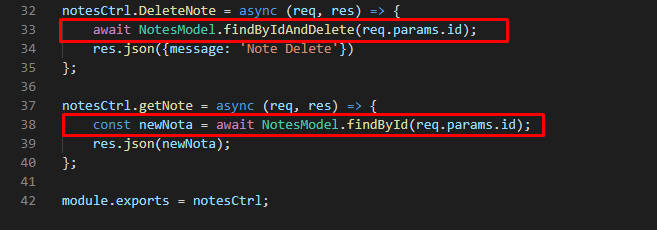 32 notesCtrl.DeleteNote = async (req, res) => {
33 await NotesModel.findByIdAndDelete(req.params.id);
34 res.json({message: 'Note Delete'})
35 };
36
37 notesCtrl.getNote = async (req, res) => {
38 const newNota = await NotesModel.findById(req.params.id);
39 res.json(newNota);
40 };
41
42 module.exports = notesCtrl;